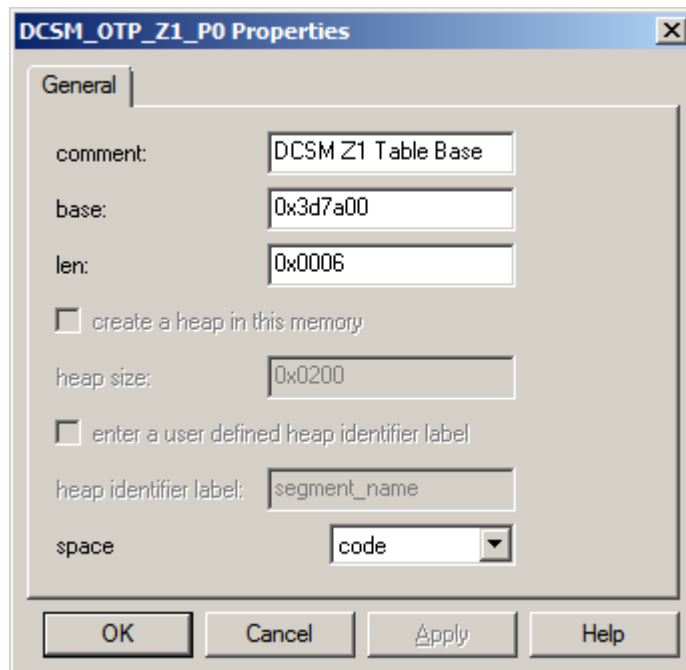 DCSM_OTP_Z1_P0 Properties
General
comment: DCSM Z1 Table Base
base: 0x3d7a00
len: 0x0006
create a heap in this memory
heap size: 0x0200
enter a user defined heap identifier label
heap identifier label: segment_name
space code
OK Cancel Apply Help